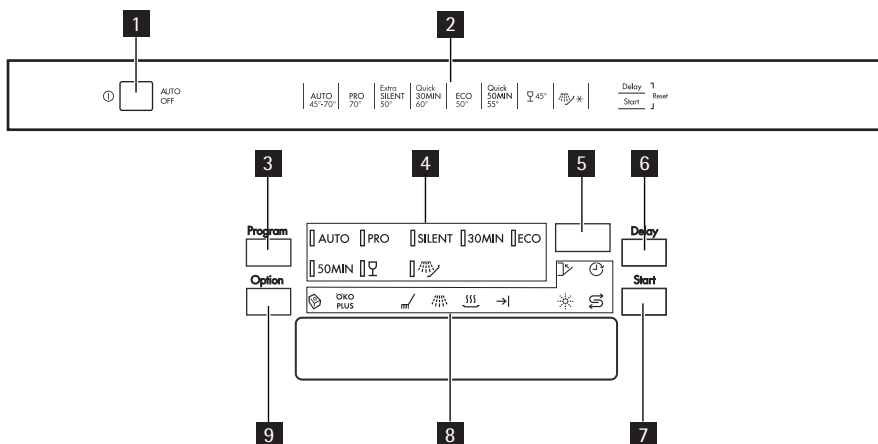 1
2
AUTO
OFF
AUTO
45°-70°
PRO
70°
Extra
SILENT
50°
Quick
30MIN
60°
ECO
50°
Quick
50MIN
55°
45°
Delay
Start
Reset
3
4
5
6
Program
AUTO PRO SILENT 30MIN ECO
Delay
50MIN
Option
Start
ÖKO
PLUS
9
8
7